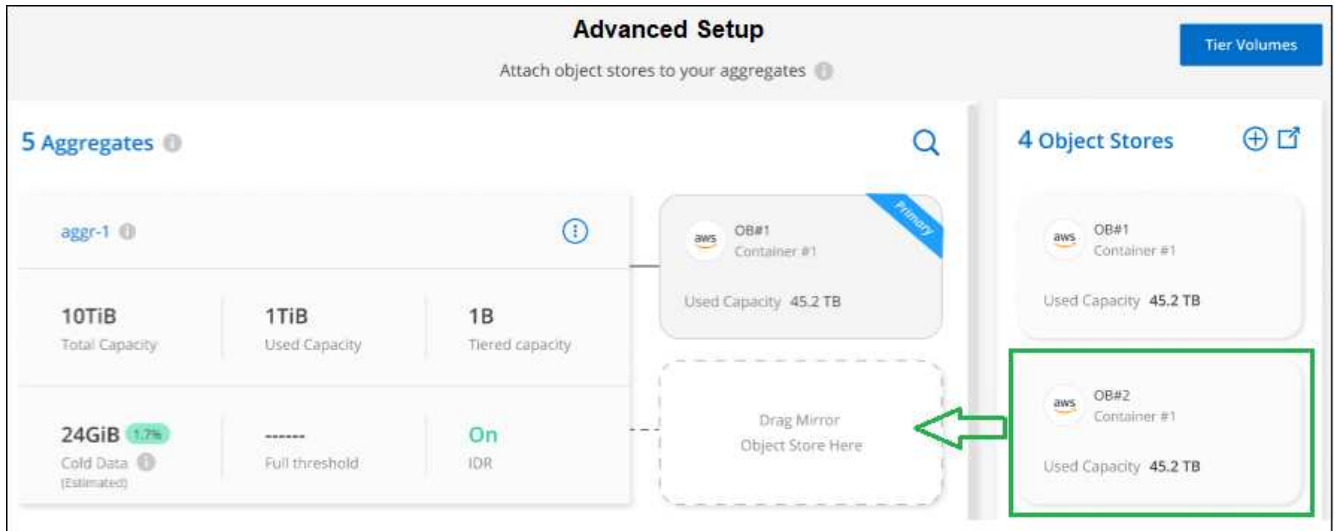 Advanced Setup
Tier Volumes
Attach object stores to your aggregates
5 Aggregates
4 Object Stores
aggr-1
aws
OB#1
Container #1
Primary
Used Capacity 45.2 TB
aws
OB#1
Container #1
Used Capacity 45.2 TB
10TiB
Total Capacity
1TiB
Used Capacity
1B
Tiered capacity
24GiB 1.7%
Cold Data
(Estimated)
------
Full threshold
On
IDR
Drag Mirror
Object Store Here
aws
OB#2
Container #1
Used Capacity 45.2 TB